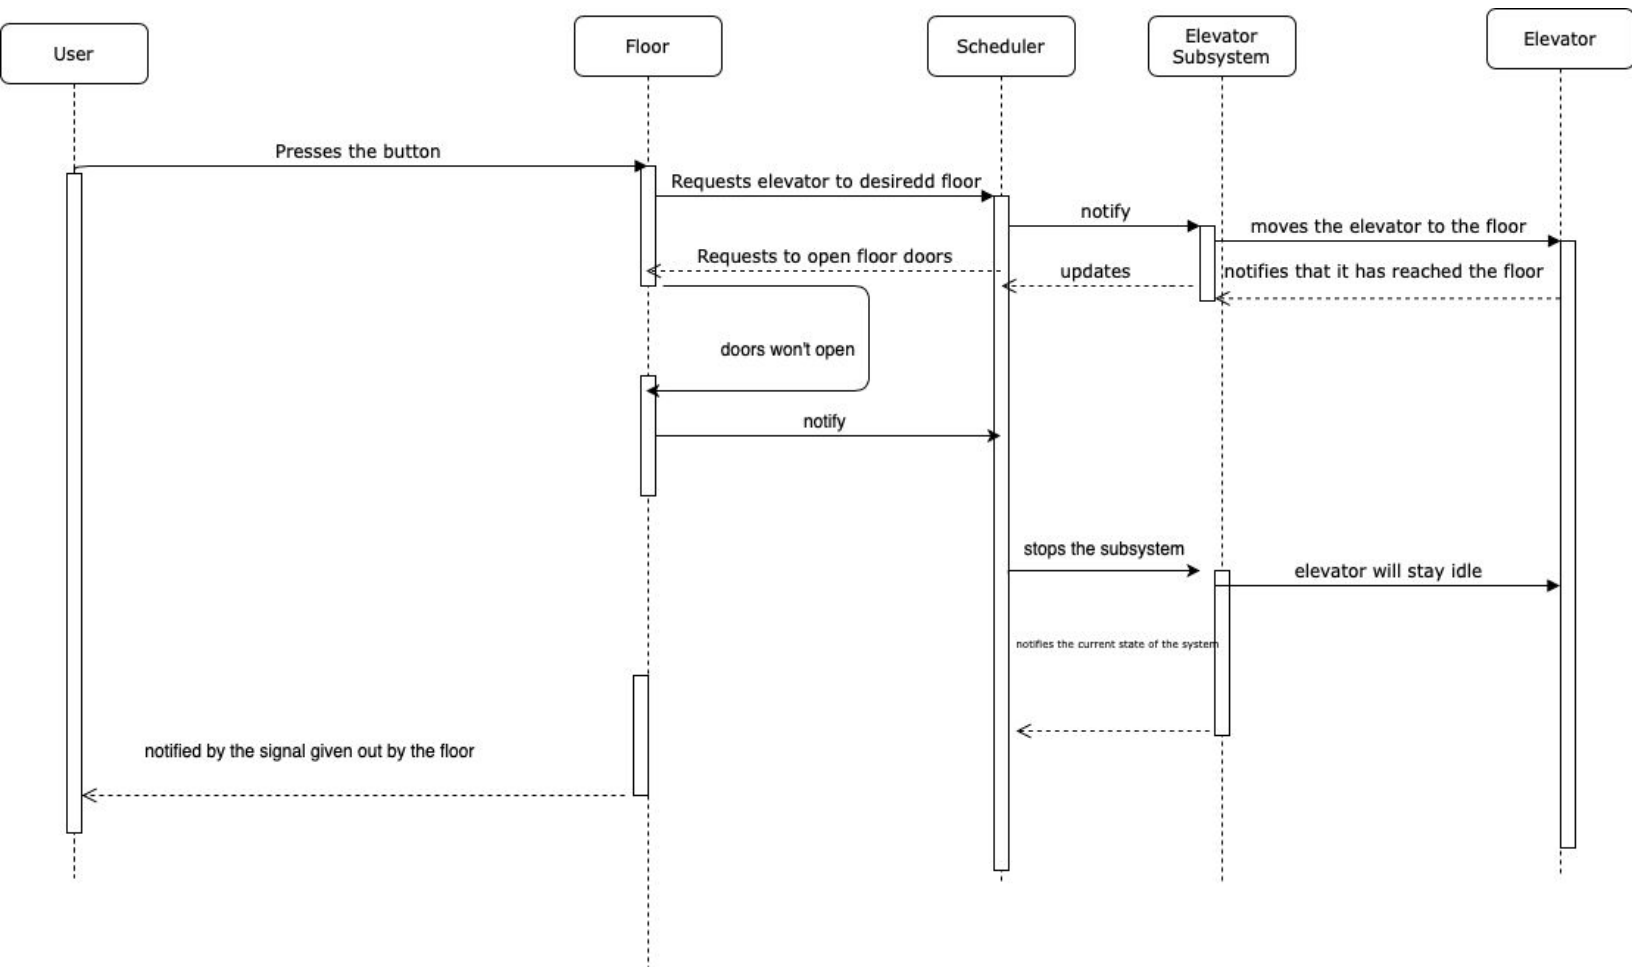 User
Floor
Scheduler
Elevator
Subsystem
Elevator
Presses the button
Requests elevator to desiredd floor
notify
moves the elevator to the floor
Requests to open floor doors
updates
notifies that it has reached the floor
doors won't open
notify
stops the subsystem
elevator will stay idle
notifies the current state of the system
notified by the signal given out by the floor